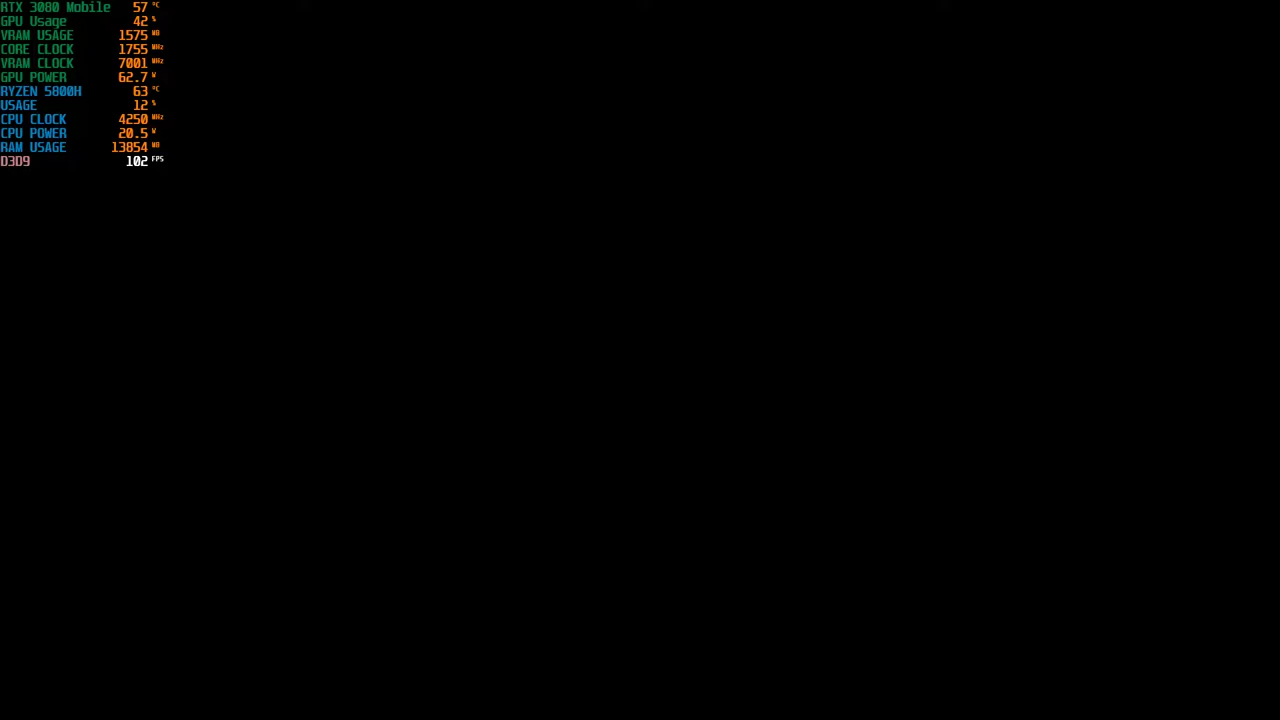 RTX 3080 Mobile 57 °C
GPU Usage 42 %
VRAM USAGE 1575 MB
CORE CLOCK 1755 MHz
VRAM CLOCK 7001 MHz
GPU POWER 62.7 W
RYZEN 5800H 63 °C
USAGE 12 %
CPU CLOCK 4250 MHz
CPU POWER 20.5 W
RAM USAGE 13854 MB
D3D9 102 FPS